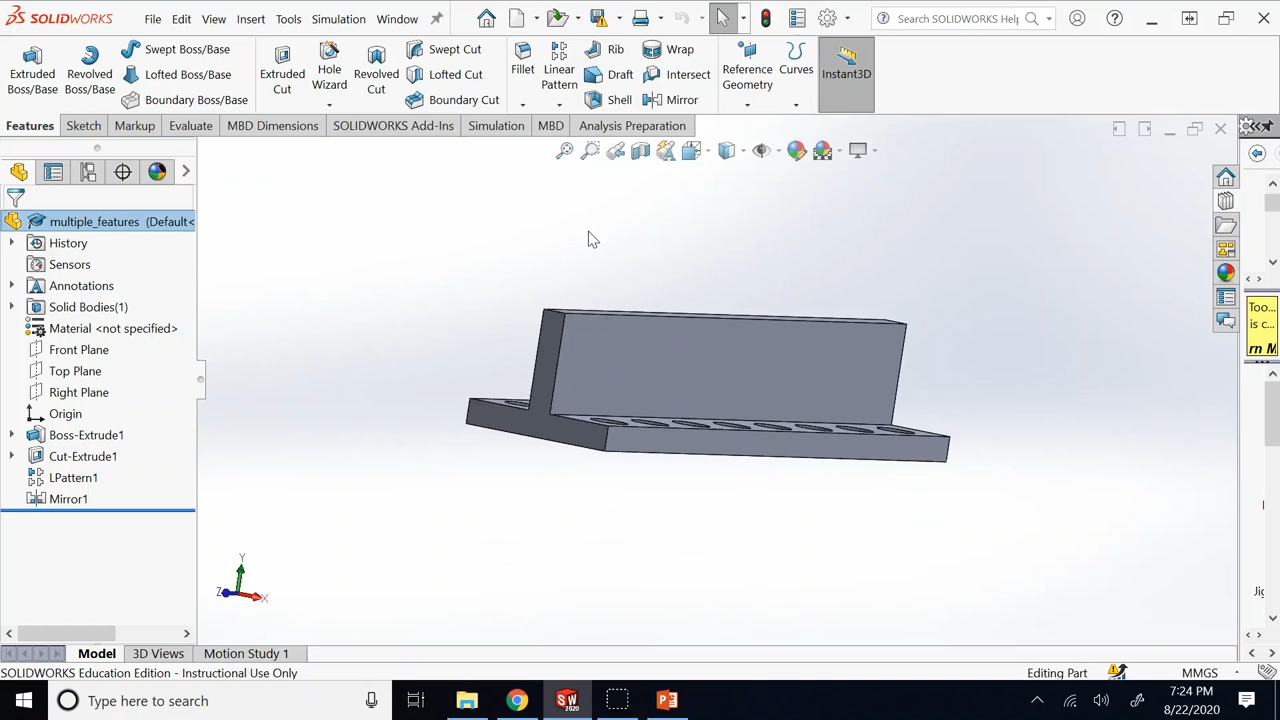 SOLIDWORKS File Edit View Insert Tools Simulation Window Search SOLIDWORKS Help
Extruded Boss/Base
Revolved Boss/Base
Swept Boss/Base
Lofted Boss/Base
Boundary Boss/Base
Extruded Cut
Hole Wizard
Revolved Cut
Swept Cut
Lofted Cut
Boundary Cut
Fillet
Linear Pattern
Rib
Draft
Shell
Wrap
Intersect
Mirror
Reference Geometry
Curves
Instant3D
Features Sketch Markup Evaluate MBD Dimensions SOLIDWORKS Add-Ins Simulation MBD Analysis Preparation
multiple_features (Default<
History
Sensors
Annotations
Solid Bodies(1)
Material <not specified>
Front Plane
Top Plane
Right Plane
Origin
Boss-Extrude1
Cut-Extrude1
LPattern1
Mirror1
Too...
is c...
rn M
Y
Z
X
Model 3D Views Motion Study 1
SOLIDWORKS Education Edition - Instructional Use Only Editing Part MMGS
Type here to search
SW
2020
7:24 PM
8/22/2020